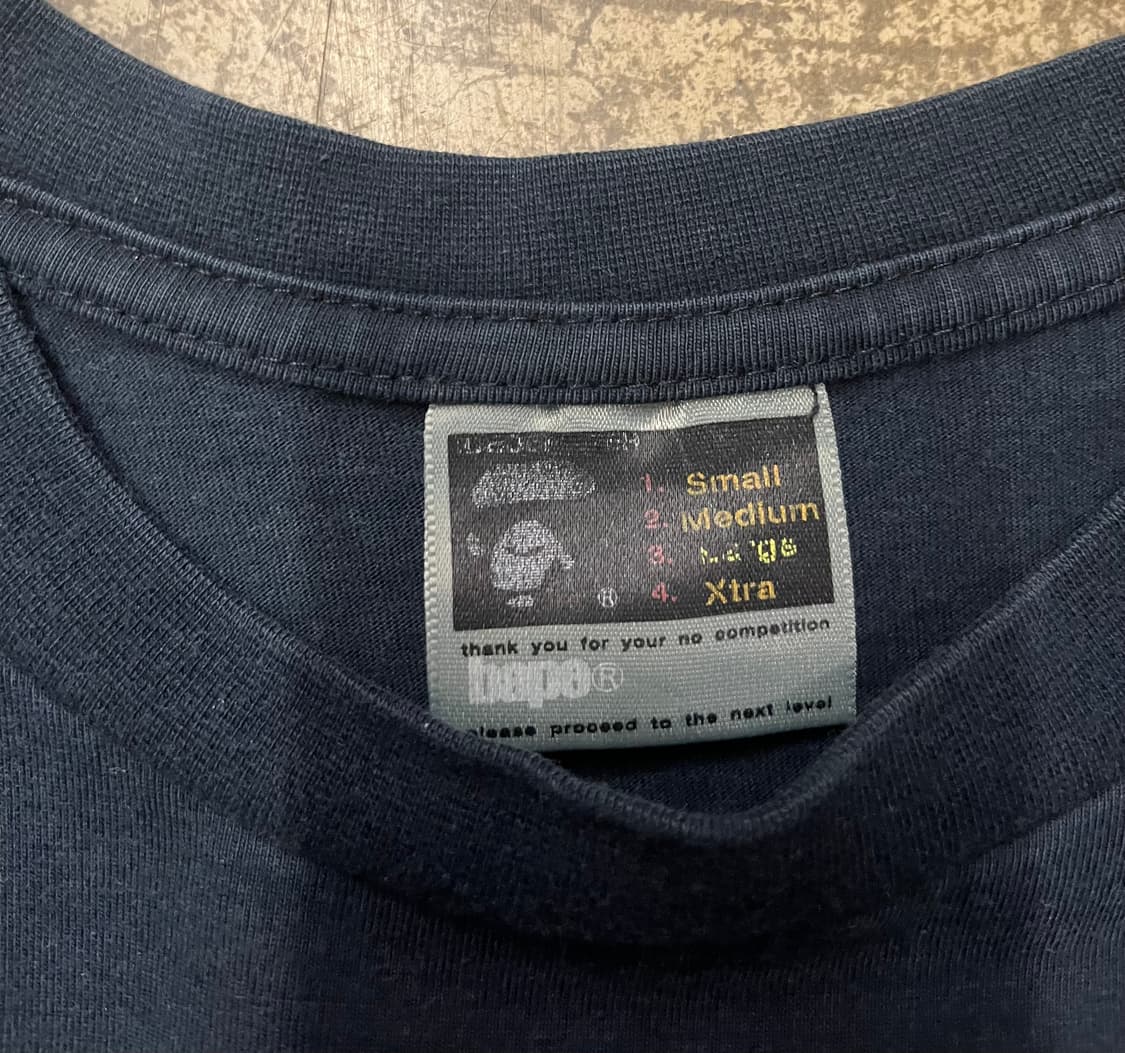 1. Small
2. Medium
3.
4. Xtra
®
thank you for your no competition
bape®
please proceed to the next level